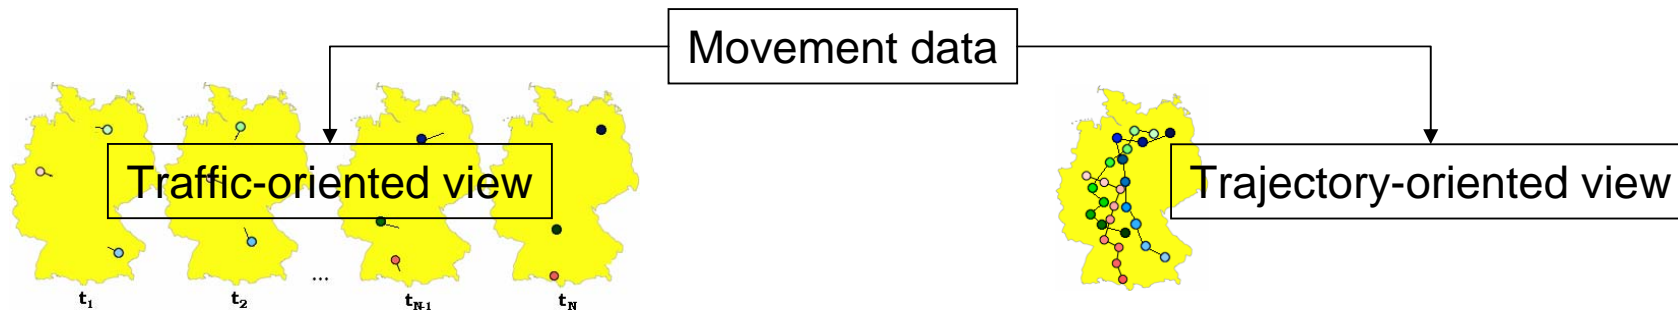 Movement data
Traffic-oriented view
Trajectory-oriented view
...
t1 t2 tN-1 tN